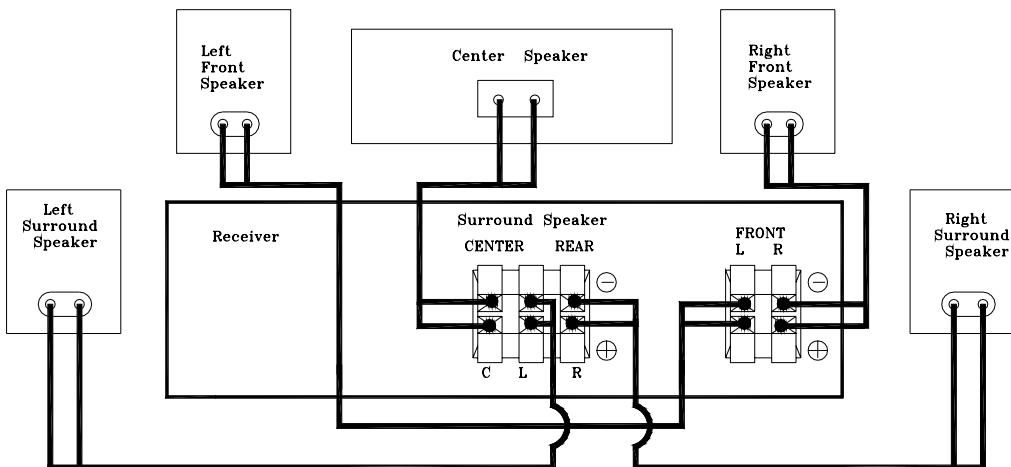 Left
Front
Speaker
Center Speaker
Right
Front
Speaker
Left
Surround
Speaker
Receiver
Surround Speaker
CENTER REAR
FRONT
L R
Right
Surround
Speaker
−
−
+
+
C L R